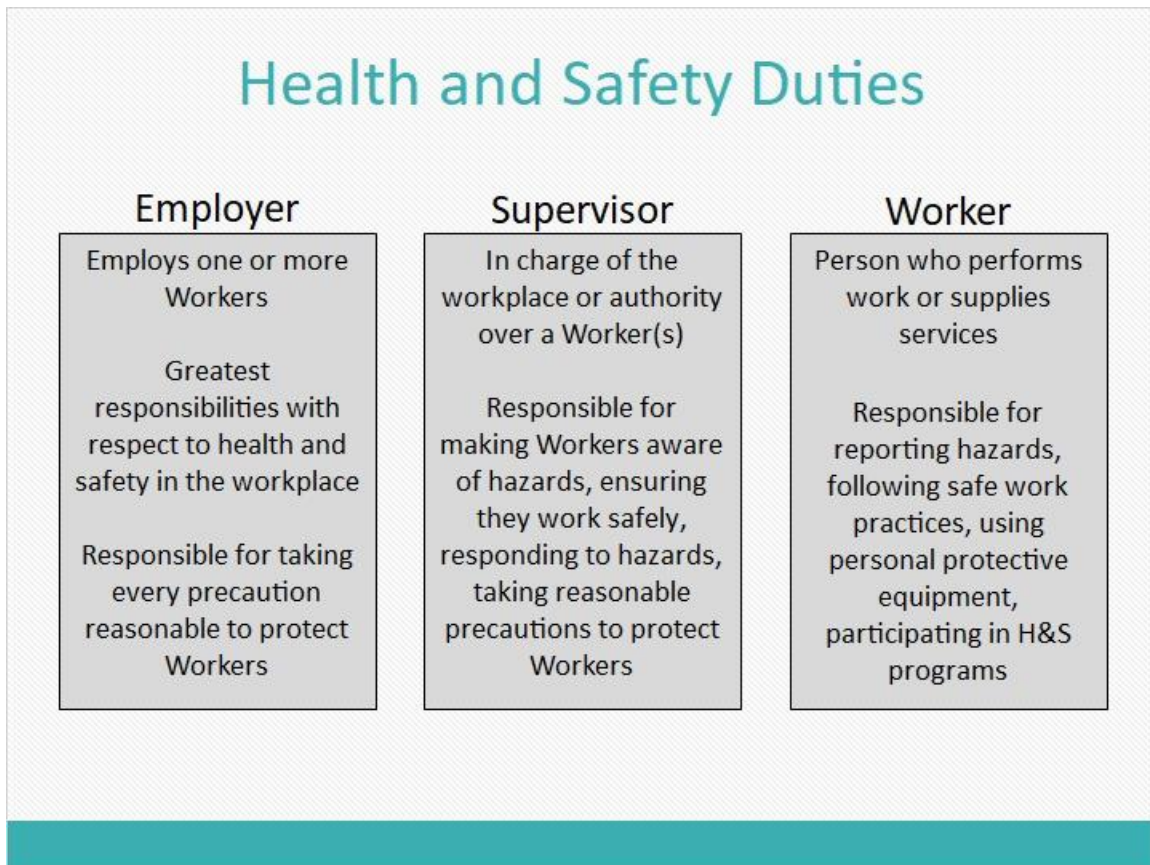 Health and Safety Duties
Employer
Employs one or more
Workers
Greatest
responsibilities with
respect to health and
safety in the workplace
Responsible for taking
every precaution
reasonable to protect
Workers
Supervisor
In charge of the
workplace or authority
over a Worker(s)
Responsible for
making Workers aware
of hazards, ensuring
they work safely,
responding to hazards,
taking reasonable
precautions to protect
Workers
Worker
Person who performs
work or supplies
services
Responsible for
reporting hazards,
following safe work
practices, using
personal protective
equipment,
participating in H&S
programs